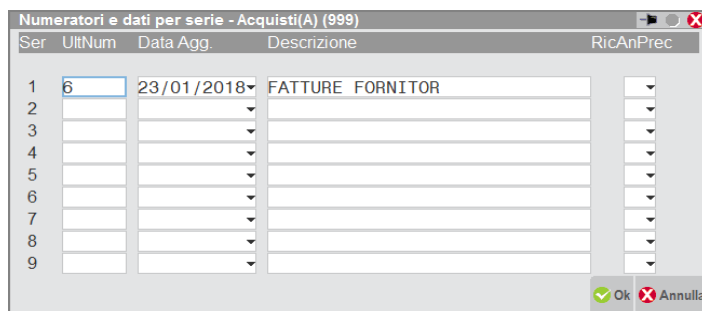 Numeratori e dati per serie - Acquisti(A) (999)
Ser UltNum Data Agg. Descrizione RicAnPrec
1 6 23/01/2018 FATTURE FORNITOR
2
3
4
5
6
7
8
9
Ok Annulla